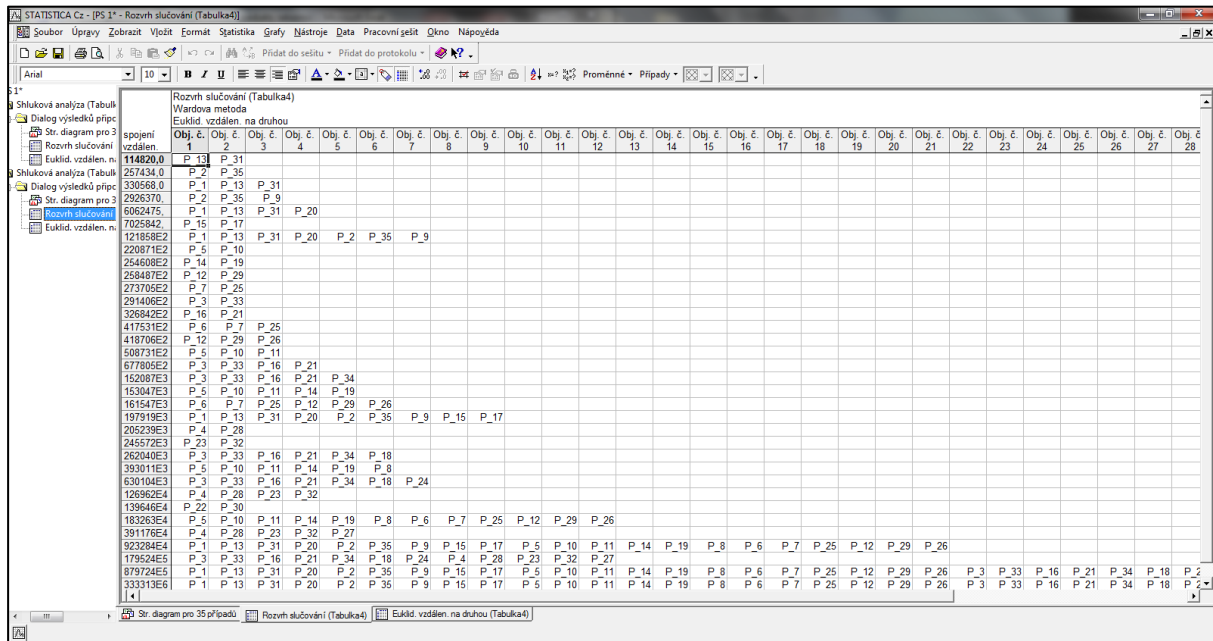 STATISTICA Cz - [PS 1* - Rozvrh slučování (Tabulka4)]
Soubor Úpravy Zobrazit Vložit Formát Statistika Grafy Nástroje Data Pracovní sešit Okno Nápověda
Přidat do sešitu Přidat do protokolu
Arial 10 B I U Proměnné Případy
S 1*
Shluková analýza (Tabulk
Dialog výsledků připc
Str. diagram pro 3
Rozvrh slučování
Euklid. vzdálen. n
Shluková analýza (Tabulk
Dialog výsledků připc
Str. diagram pro 3
Rozvrh slučování
Euklid. vzdálen. n
Rozvrh slučování (Tabulka4)
Wardova metoda
Euklid. vzdálen. na druhou
spojení Obj. č. Obj. č. Obj. č. Obj. č. Obj. č. Obj. č. Obj. č. Obj. č. Obj. č. Obj. č. Obj. č. Obj. č. Obj. č. Obj. č. Obj. č. Obj. č. Obj. č. Obj. č. Obj. č. Obj. č. Obj. č. Obj. č. Obj. č. Obj. č. Obj. č. Obj. č. Obj. č. Obj. č
vzdálen. 1 2 3 4 5 6 7 8 9 10 11 12 13 14 15 16 17 18 19 20 21 22 23 24 25 26 27 28
114820,0 P_13 P_31
257434,0 P_2 P_35
330568,0 P_1 P_13 P_31
2926370, P_2 P_35 P_9
6062475, P_1 P_13 P_31 P_20
7025842, P_15 P_17
121858E2 P_1 P_13 P_31 P_20 P_2 P_35 P_9
220871E2 P_5 P_10
254608E2 P_14 P_19
258487E2 P_12 P_29
273705E2 P_7 P_25
291406E2 P_3 P_33
326842E2 P_16 P_21
417531E2 P_6 P_7 P_25
418706E2 P_12 P_29 P_26
508731E2 P_5 P_10 P_11
677805E2 P_3 P_33 P_16 P_21
152087E3 P_3 P_33 P_16 P_21 P_34
153047E3 P_5 P_10 P_11 P_14 P_19
161547E3 P_6 P_7 P_25 P_12 P_29 P_26
197919E3 P_1 P_13 P_31 P_20 P_2 P_35 P_9 P_15 P_17
205239E3 P_4 P_28
245572E3 P_23 P_32
262040E3 P_3 P_33 P_16 P_21 P_34 P_18
393011E3 P_5 P_10 P_11 P_14 P_19 P_8
630104E3 P_3 P_33 P_16 P_21 P_34 P_18 P_24
126962E4 P_4 P_28 P_23 P_32
139646E4 P_22 P_30
183263E4 P_5 P_10 P_11 P_14 P_19 P_8 P_6 P_7 P_25 P_12 P_29 P_26
391176E4 P_4 P_28 P_23 P_32 P_27
923284E4 P_1 P_13 P_31 P_20 P_2 P_35 P_9 P_15 P_17 P_5 P_10 P_11 P_14 P_19 P_8 P_6 P_7 P_25 P_12 P_29 P_26
179524E5 P_3 P_33 P_16 P_21 P_34 P_18 P_24 P_4 P_28 P_23 P_32 P_27
879724E5 P_1 P_13 P_31 P_20 P_2 P_35 P_9 P_15 P_17 P_5 P_10 P_11 P_14 P_19 P_8 P_6 P_7 P_25 P_12 P_29 P_26 P_3 P_33 P_16 P_21 P_34 P_18 P_2
333313E6 P_1 P_13 P_31 P_20 P_2 P_35 P_9 P_15 P_17 P_5 P_10 P_11 P_14 P_19 P_8 P_6 P_7 P_25 P_12 P_29 P_26 P_3 P_33 P_16 P_21 P_34 P_18 P_2
Str. diagram pro 35 případů Rozvrh slučování (Tabulka4) Euklid. vzdálen. na druhou (Tabulka4)